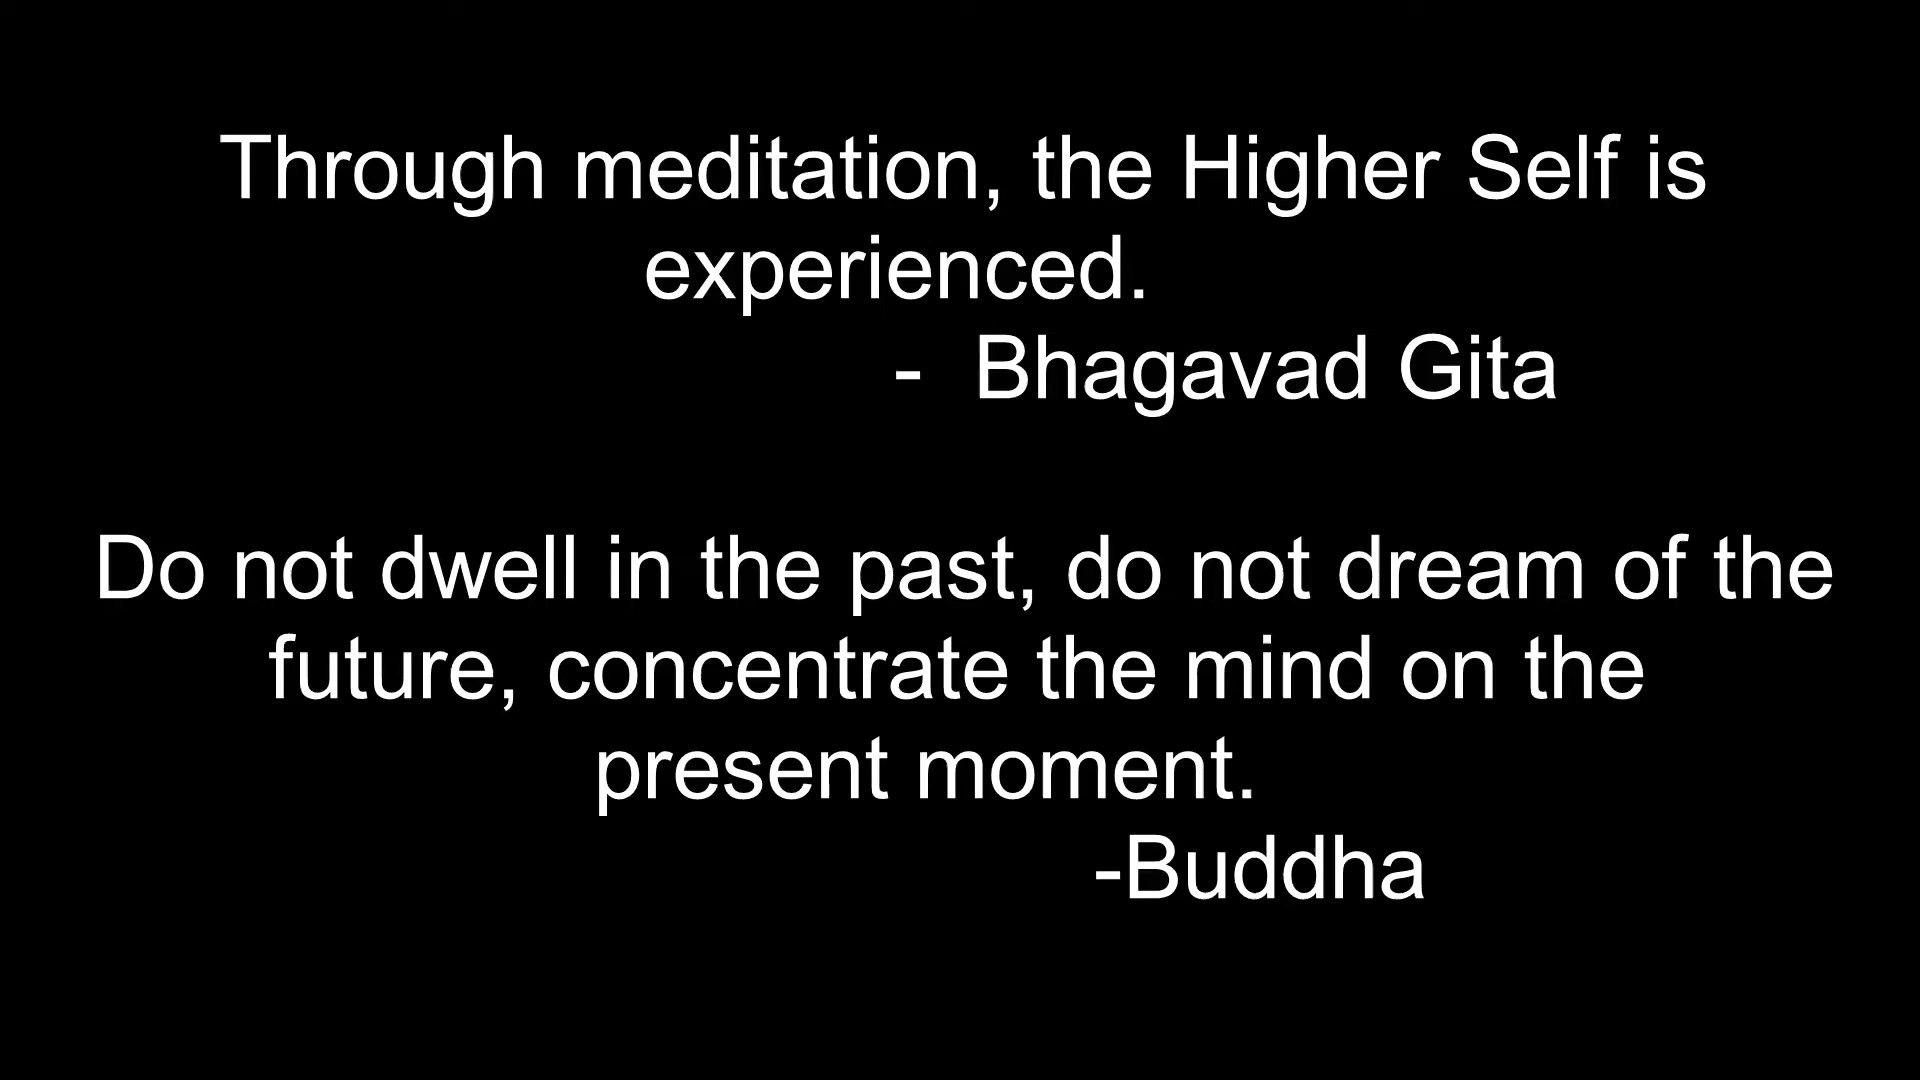 Through meditation, the Higher Self is
experienced.
- Bhagavad Gita
Do not dwell in the past, do not dream of the
future, concentrate the mind on the
present moment.
-Buddha